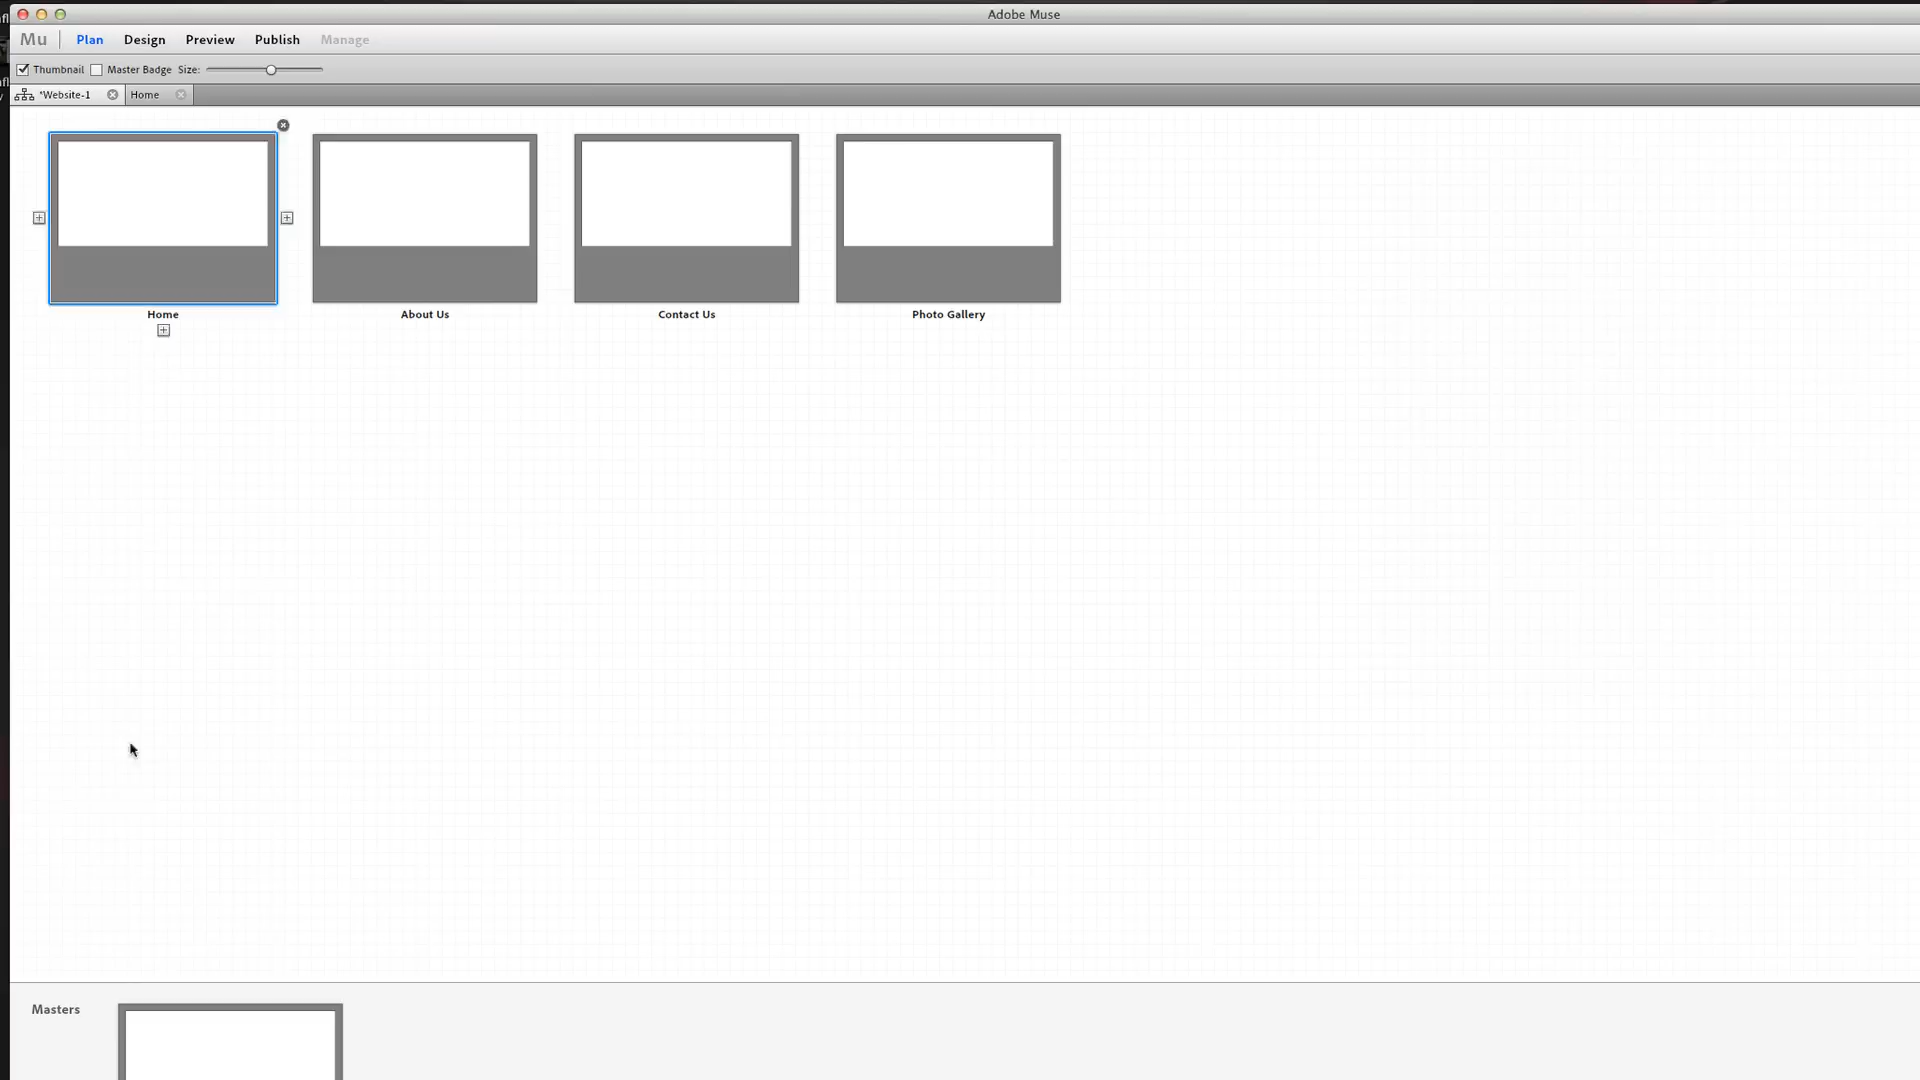 Adobe Muse
Mu Plan Design Preview Publish Manage
Thumbnail Master Badge Size:
*Website-1 Home
Home About Us Contact Us Photo Gallery
Masters